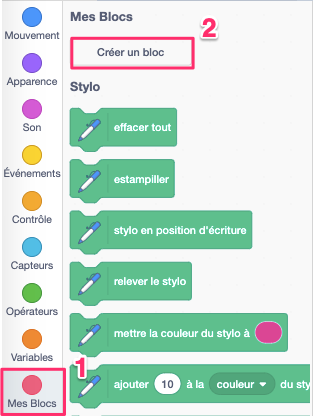 Mes Blocs
2
Créer un bloc
Stylo
effacer tout
estampiller
stylo en position d'écriture
relever le stylo
mettre la couleur du stylo à
1
ajouter 10 à la couleur du sty
Mouvement
Apparence
Son
Événements
Contrôle
Capteurs
Opérateurs
Variables
Mes Blocs